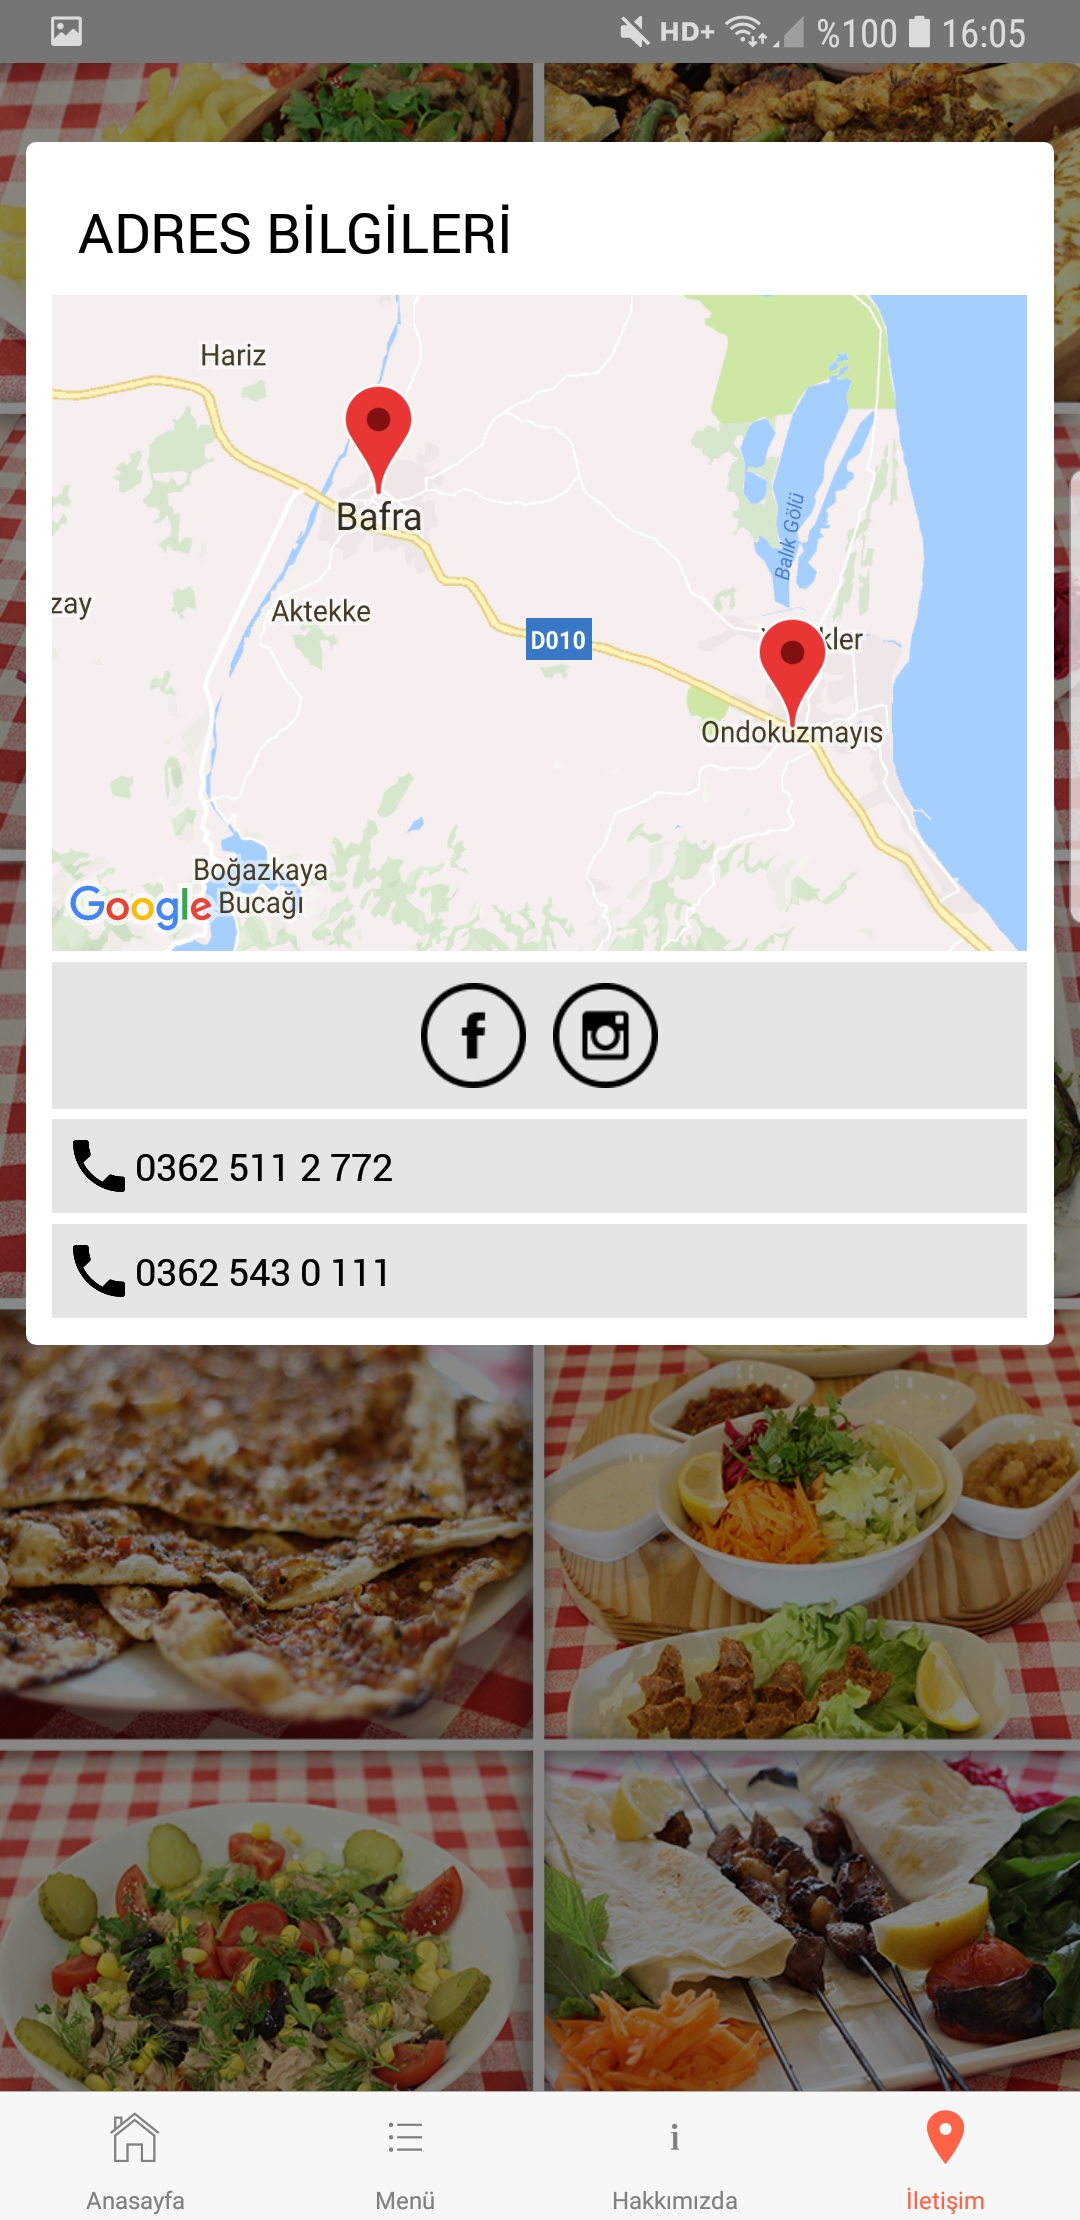 HD+ %100 16:05
ADRES BİLGİLERİ
Hariz
Bafra
Balık Gölü
zay
Aktekke
D010
kler
Ondokuzmayıs
Boğazkaya
Bucağı
Google
0362 511 2 772
0362 543 0 111
Anasayfa
Menü
Hakkımızda
İletişim